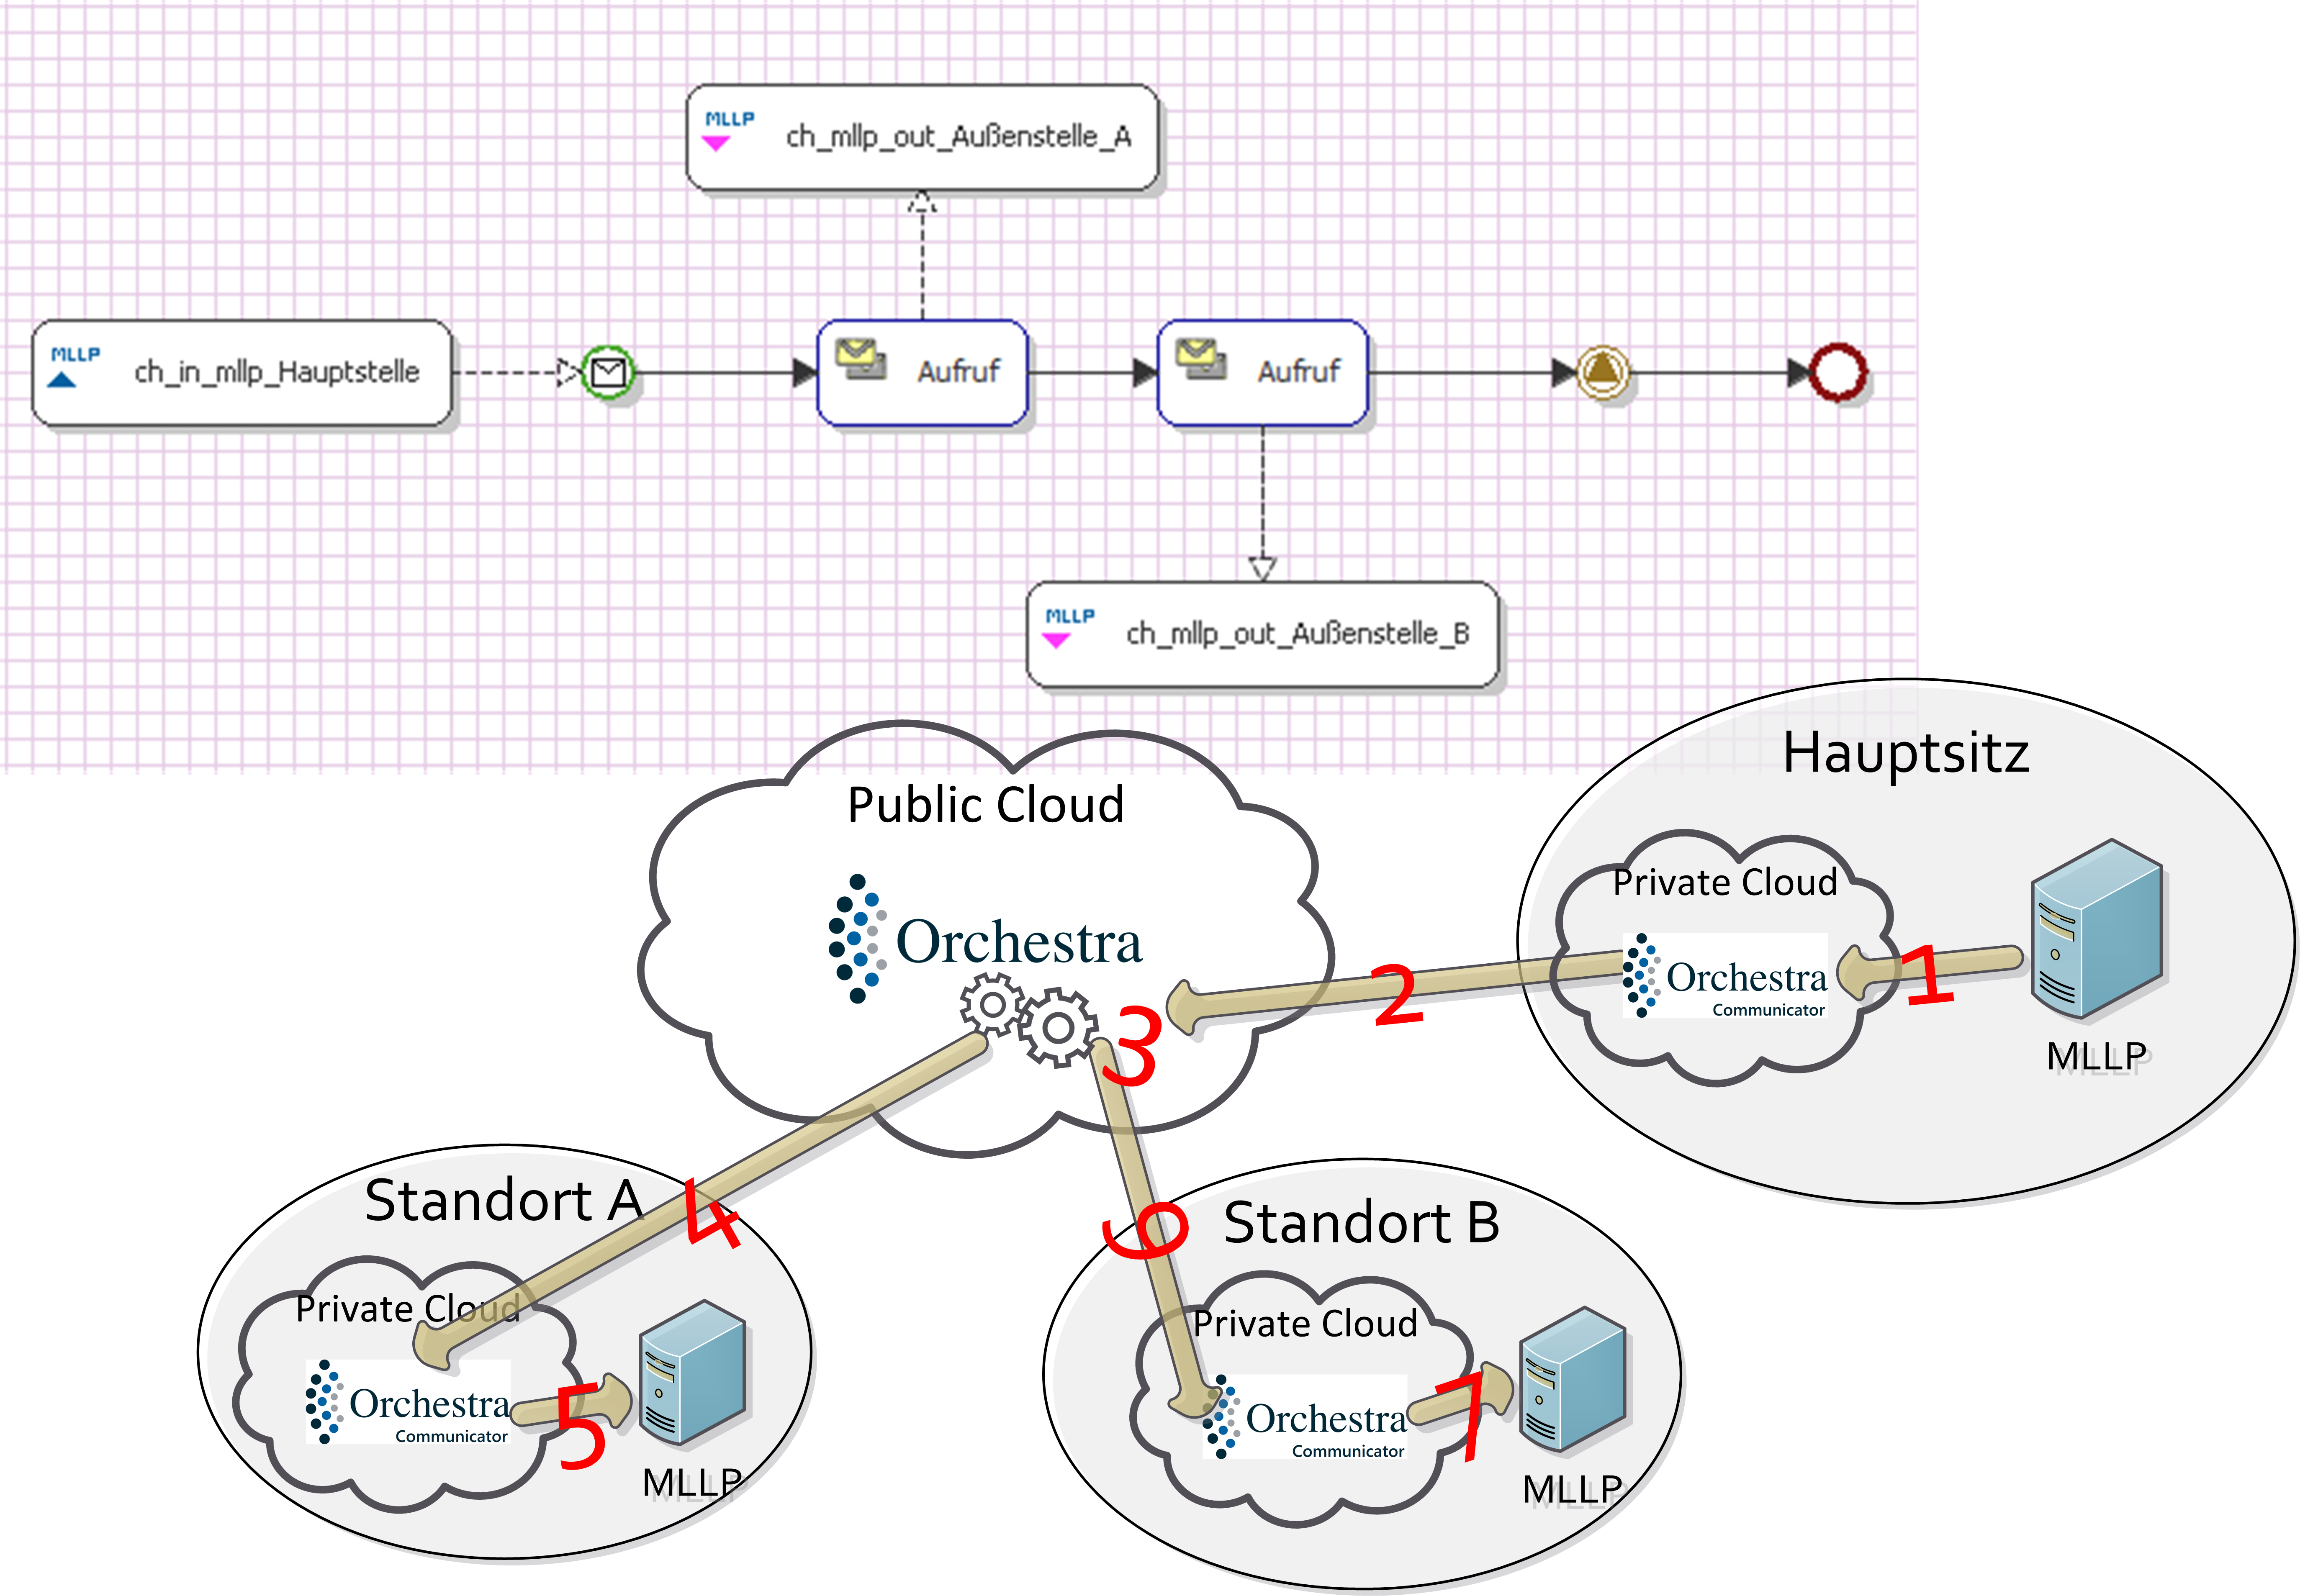 MLLP
ch_mllp_out_Außenstelle_A
MLLP
ch_in_mllp_Hauptstelle
Aufruf
Aufruf
MLLP
ch_mllp_out_Außenstelle_B
Hauptsitz
Public Cloud
Private Cloud
Orchestra
Orchestra
Communicator
1
2
3
MLLP
Standort A
4
Private Cloud
Orchestra
Communicator
5
MLLP
Standort B
6
Private Cloud
Orchestra
Communicator
7
MLLP